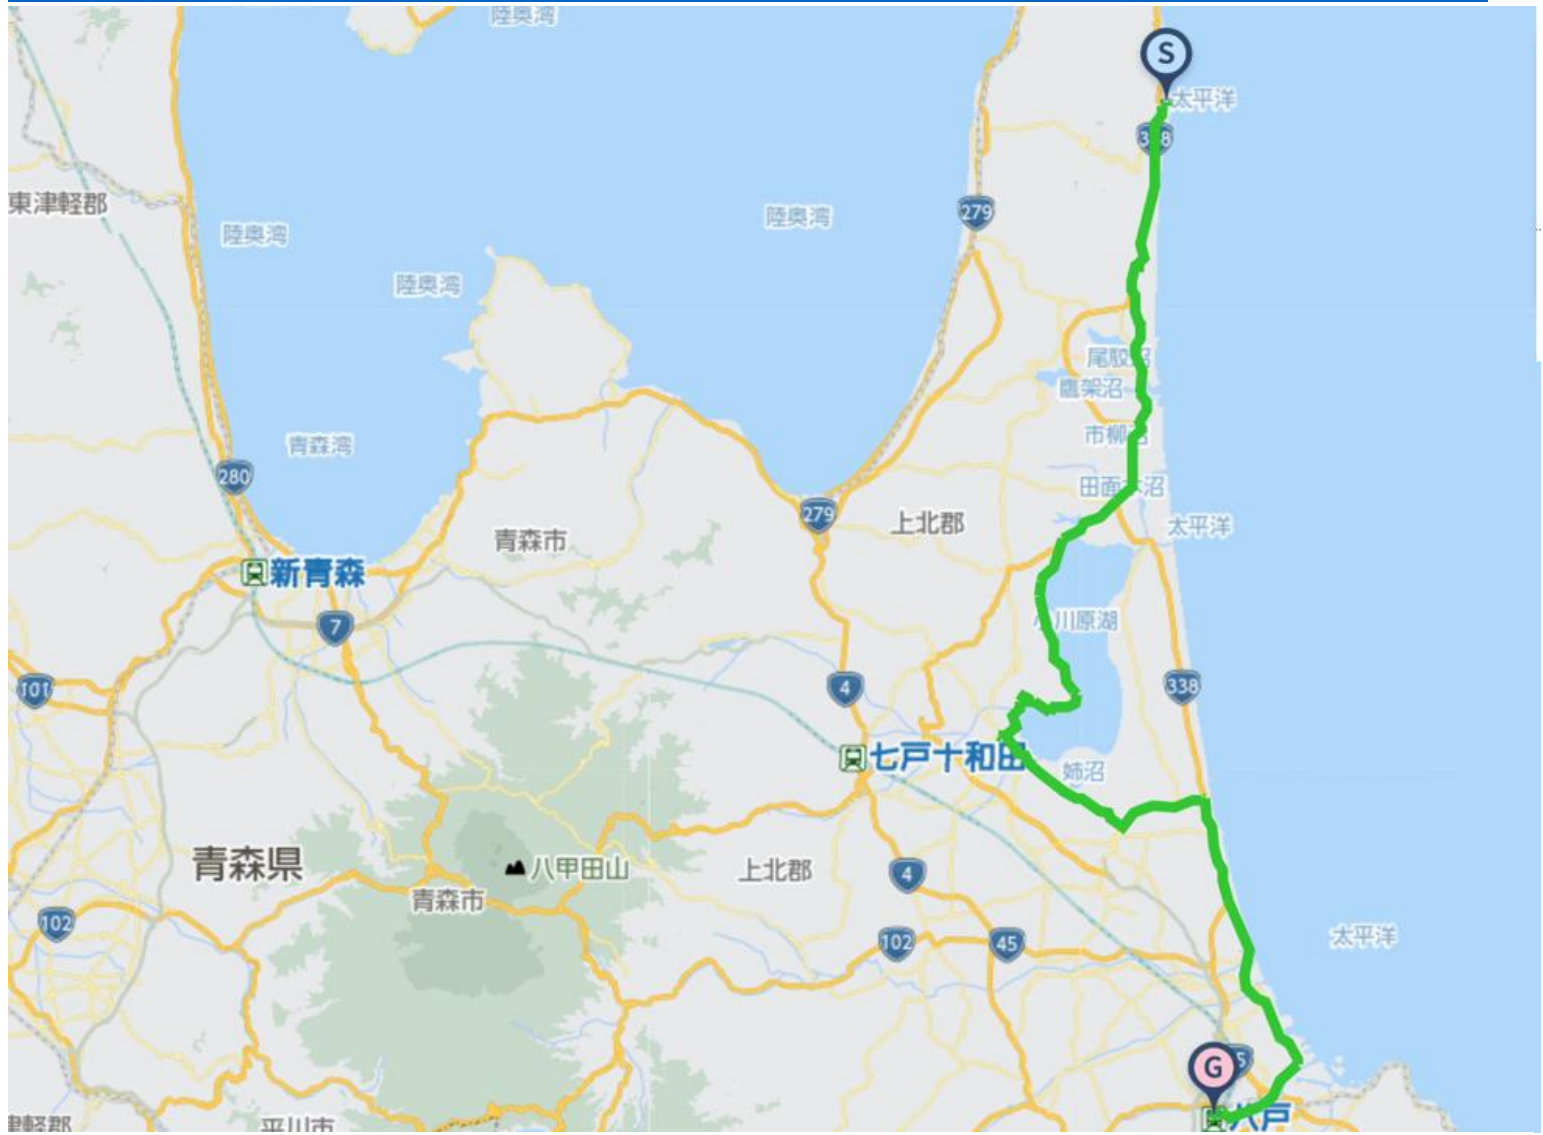 陸奥湾
S
太平洋
338
東津軽郡
279
陸奥湾
陸奥湾
陸奥湾
尾駮沼
鷹架沼
青森湾
市柳沼
280
田面木沼
279
上北郡
太平洋
青森市
新青森
7
小川原湖
101
4
338
七戸十和田
姉沼
青森県
八甲田山
上北郡
4
青森市
102
102
45
太平洋
G
八戸
平川市